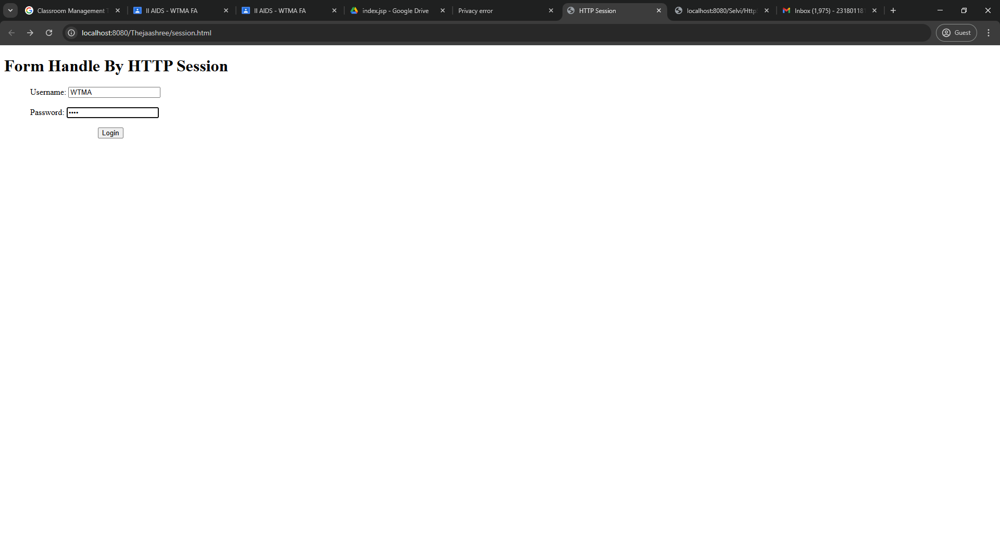 Classroom Management
II AIDS - WTMA FA
II AIDS - WTMA FA
index.jsp - Google Drive
Privacy error
HTTP Session
localhost:8080/Selvi/Http
Inbox (1,975) - 23180118
localhost:8080/Thejaashree/session.html
Guest
Form Handle By HTTP Session
Username: WTMA
Password: ••••
Login